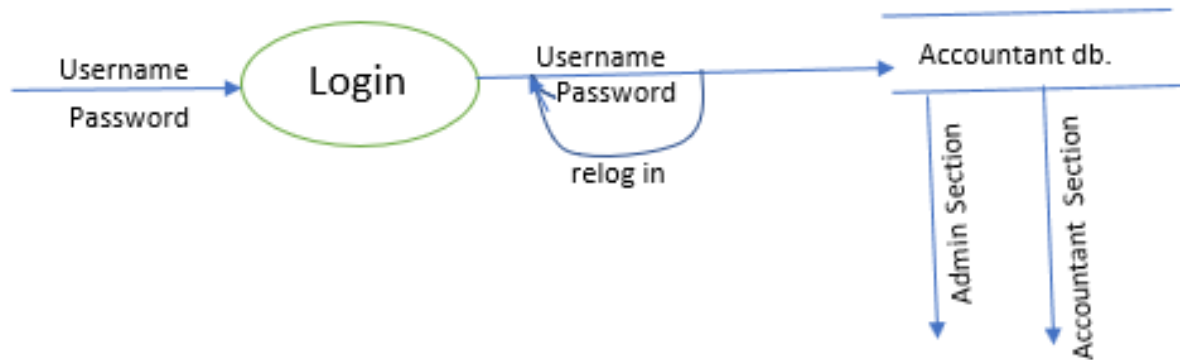 Username
Password
Login
Username
Password
relog in
Accountant db.
Admin Section
Accountant Section